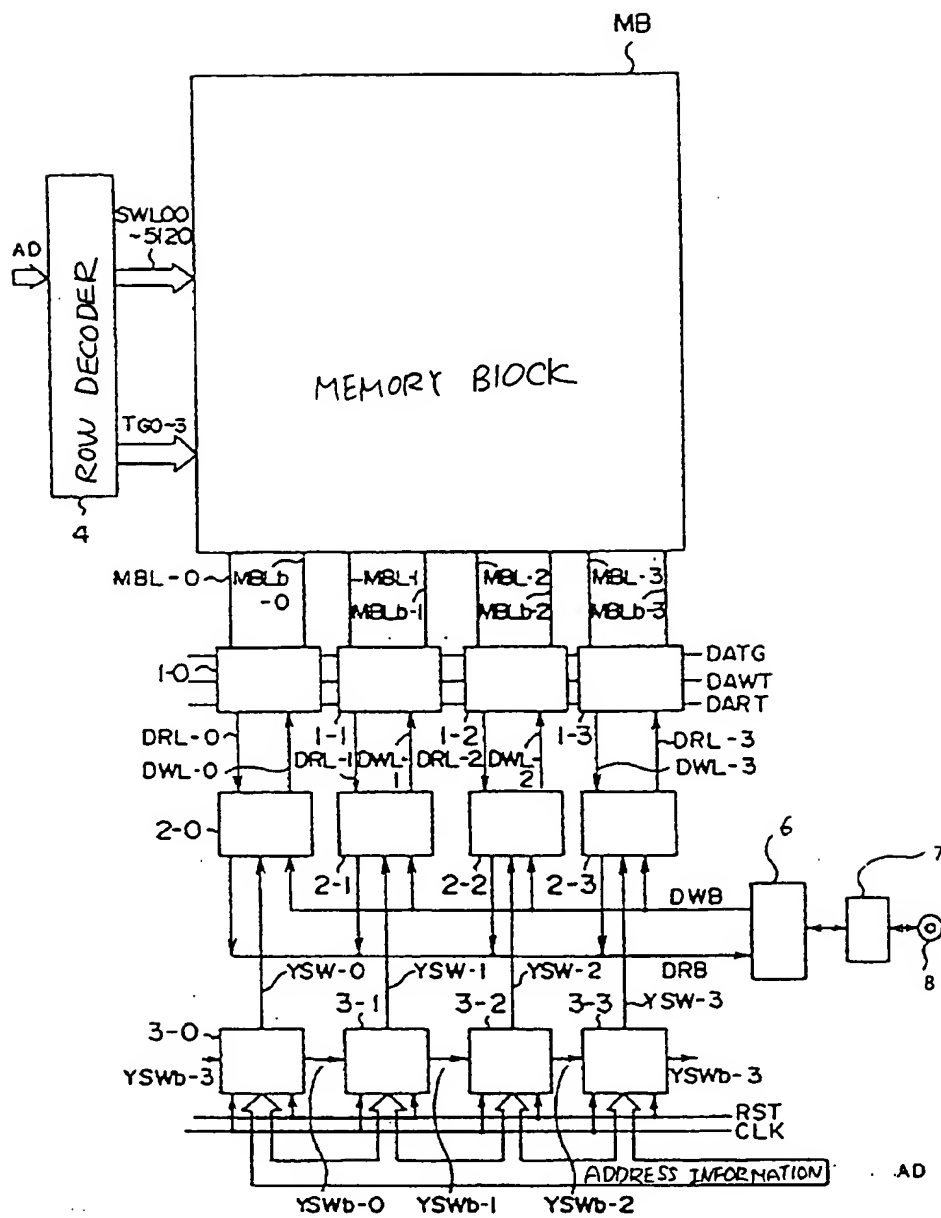 MB
SWL00
~5120
AD
ROW DECODER
MEMORY BLOCK
TG0-3
4
MBL-0
MBLb
-0
MBL-1
MBLb-1
MBL-2
MBLb-2
MBL-3
MBLb-3
1-0
DATG
DAWT
DART
1-1
1-2
1-3
DRL-0
DWL-0
DRL-1
DWL-
1
DRL-2
DWL-
2
DRL-3
DWL-3
2-0
2-1
2-2
2-3
6
7
DWB
8
DRB
YSW-0
YSW-1
YSW-2
YSW-3
3-0
3-1
3-2
3-3
YSWb-3
YSWb-3
RST
CLK
ADDRESS INFORMATION
AD
YSWb-0
YSWb-1
YSWb-2